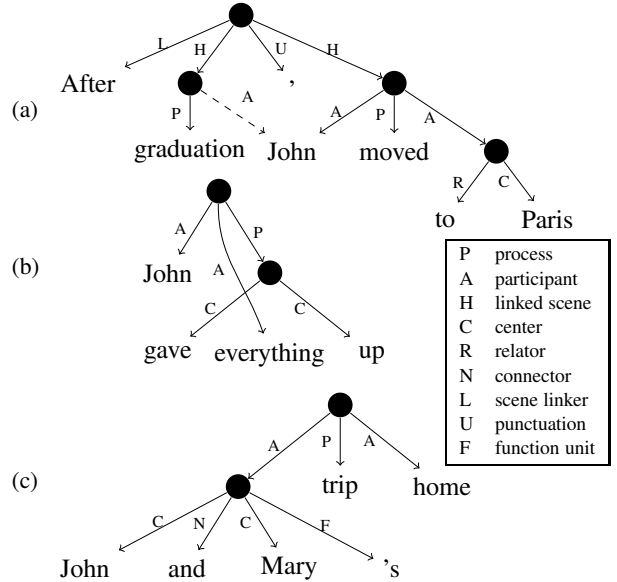 L H U H
After ,
(a) P A A P A
graduation John moved
R C
to Paris
A P
(b) John A
C C
gave everything up
P process
A participant
H linked scene
C center
R relator
N connector
L scene linker
U punctuation
F function unit
A P A
(c) trip home
C N C F
John and Mary 's